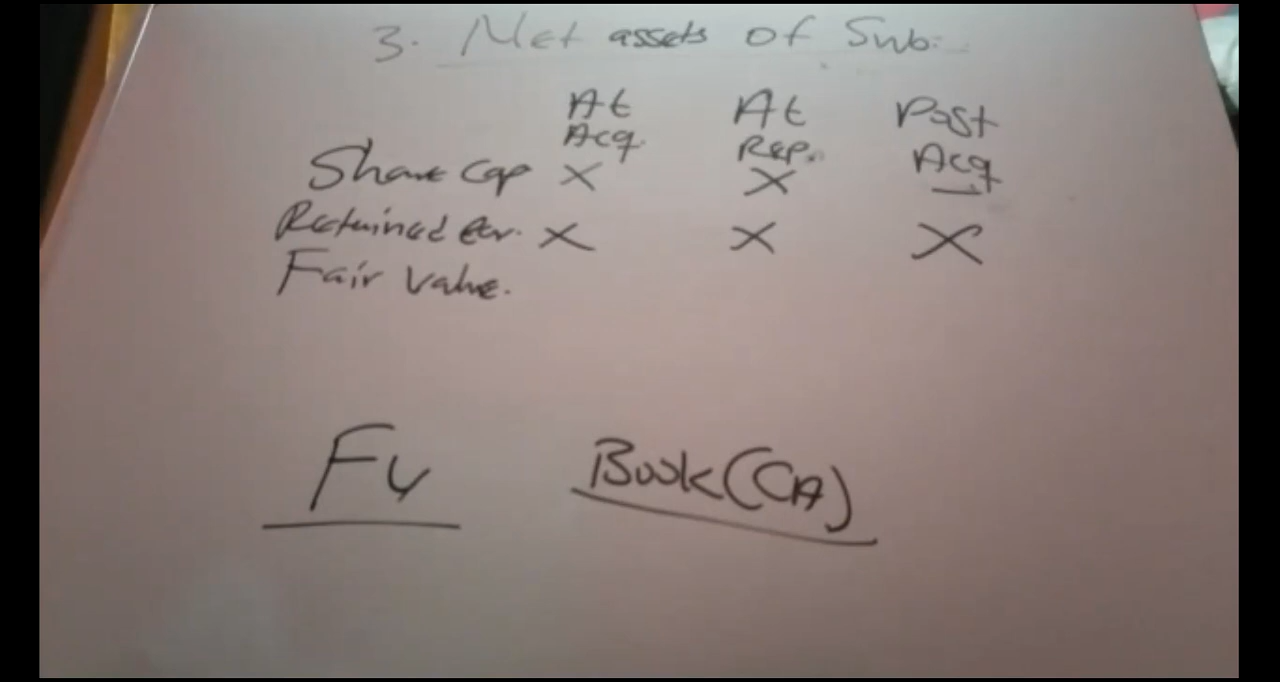 3. Net assets of Sub:
At Acq. At Rep. Post Acq
Share Cap X X -
Retained ear. X X X
Fair Value.
FV Book (CA)